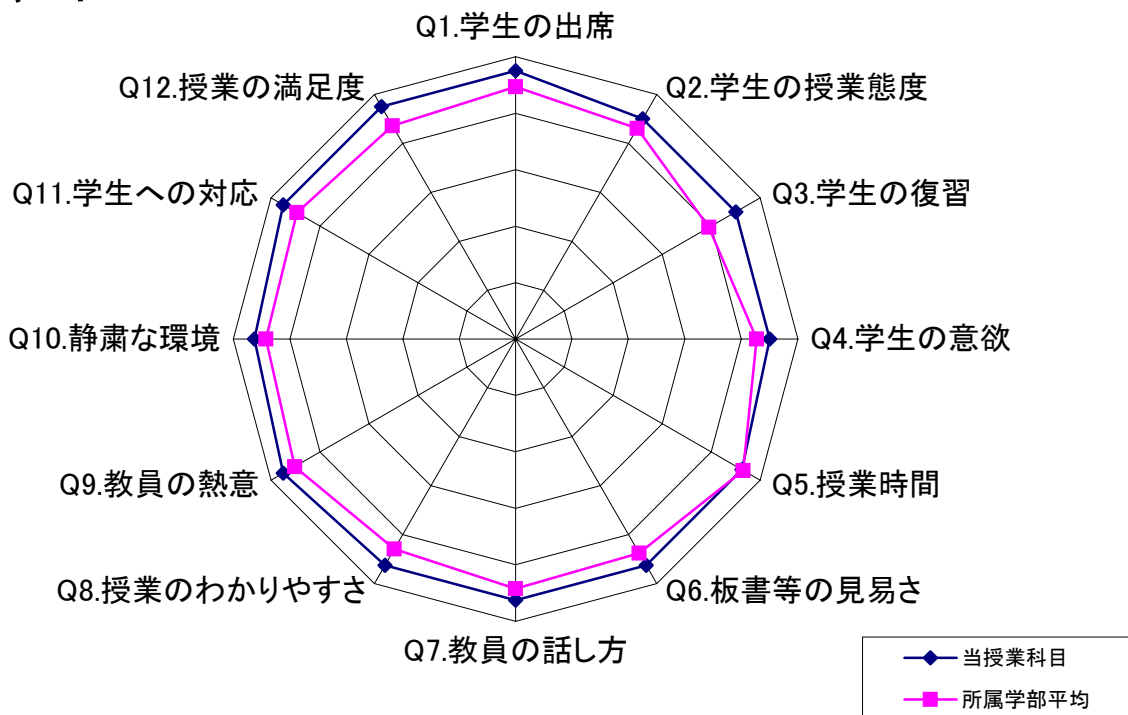 Q1.学生の出席
Q2.学生の授業態度
Q3.学生の復習
Q4.学生の意欲
Q5.授業時間
Q6.板書等の見易さ
Q7.教員の話し方
Q8.授業のわかりやすさ
Q9.教員の熱意
Q10.静粛な環境
Q11.学生への対応
Q12.授業の満足度
当授業科目
所属学部平均